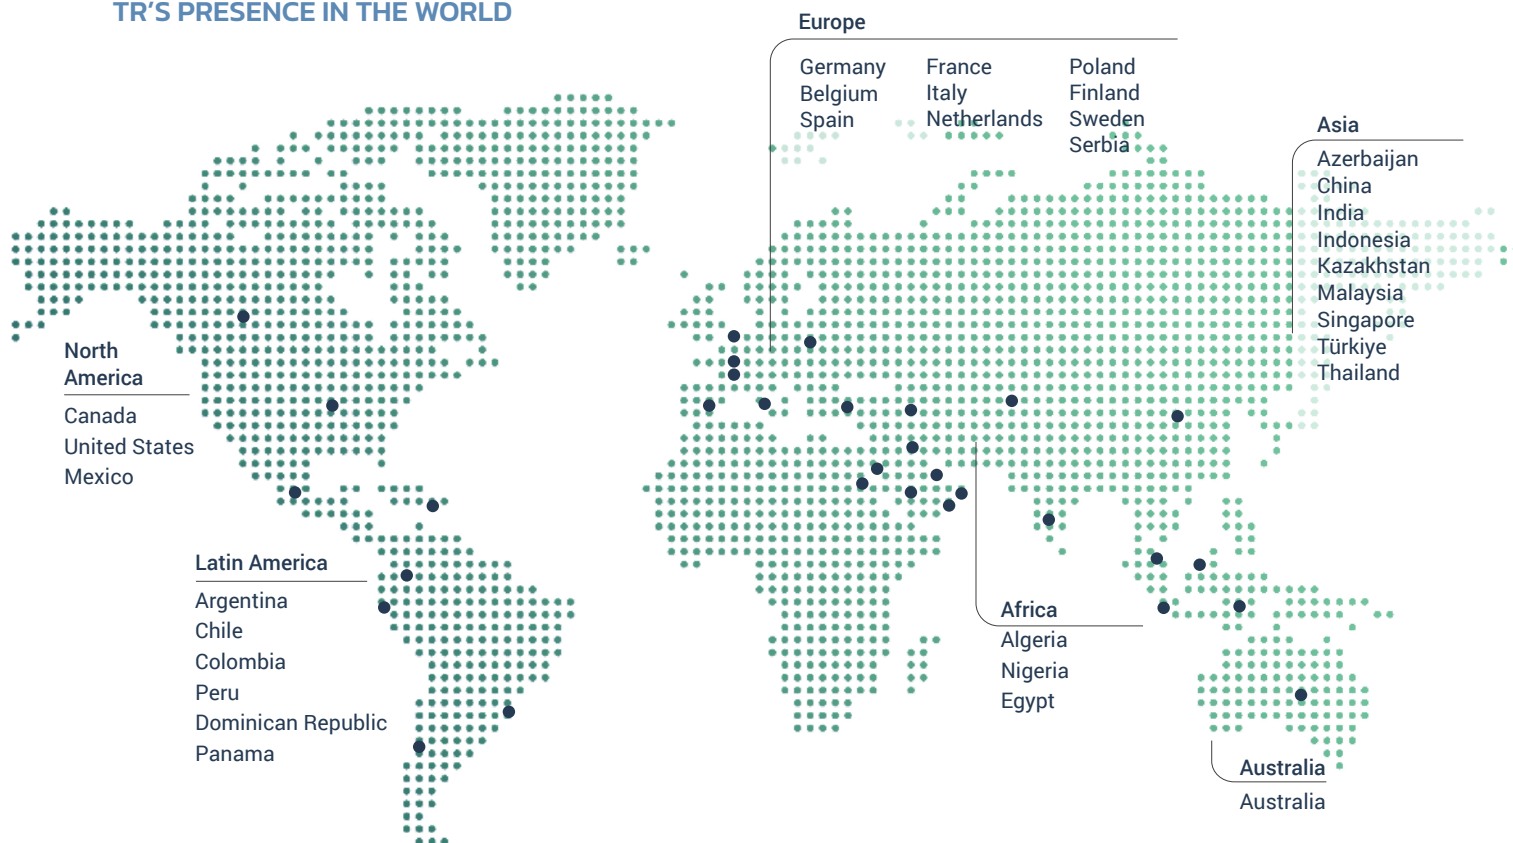 TR'S PRESENCE IN THE WORLD
Europe
Germany
Belgium
Spain
France
Italy
Netherlands
Poland
Finland
Sweden
Serbia
Asia
Azerbaijan
China
India
Indonesia
Kazakhstan
Malaysia
Singapore
Türkiye
Thailand
North
America
Canada
United States
Mexico
Latin America
Argentina
Chile
Colombia
Peru
Dominican Republic
Panama
Africa
Algeria
Nigeria
Egypt
Australia
Australia